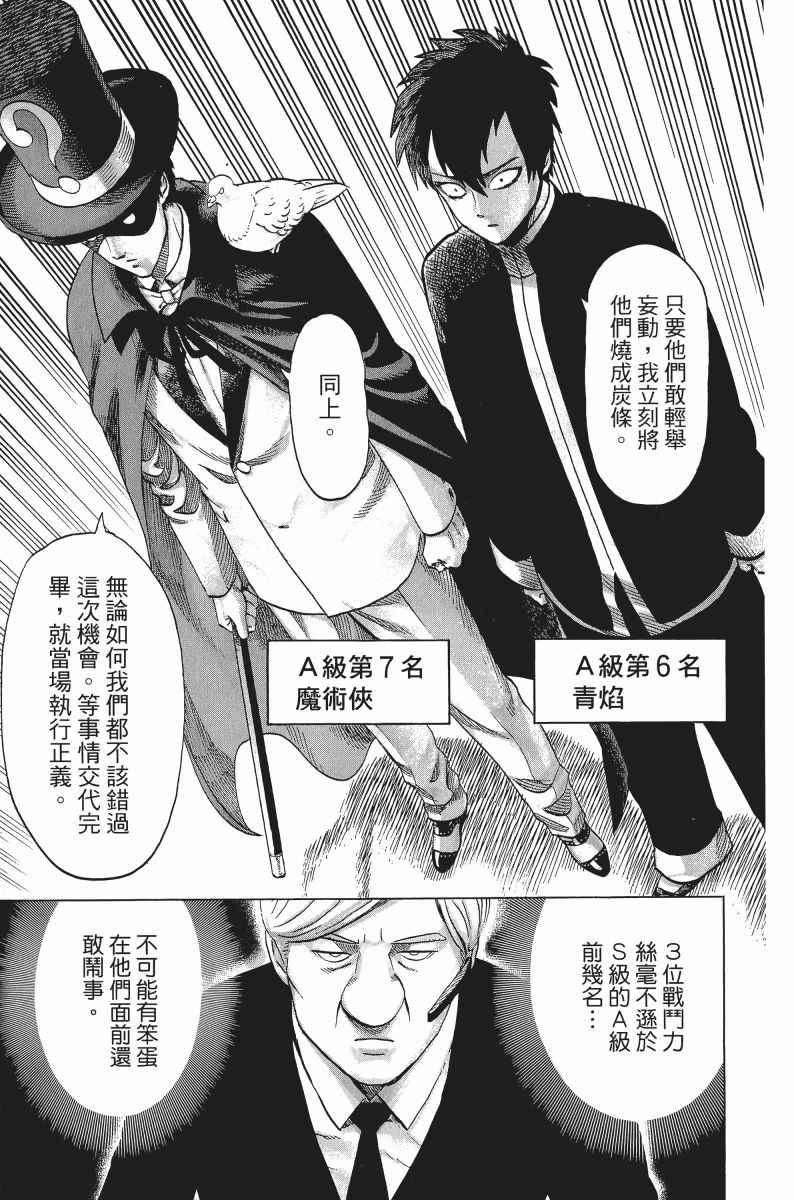 只要他們敢輕舉
妄動，我立刻將
他們燒成炭條。
同上。
A級第6名
青焰
A級第7名
魔術俠
無論如何我們都不該錯過
這次機會。等事情交代完
畢，就當場執行正義。
3位戰鬥力
絲毫不遜於
S級的A級
前幾名…
不可能有笨蛋
在他們面前還
敢鬧事。